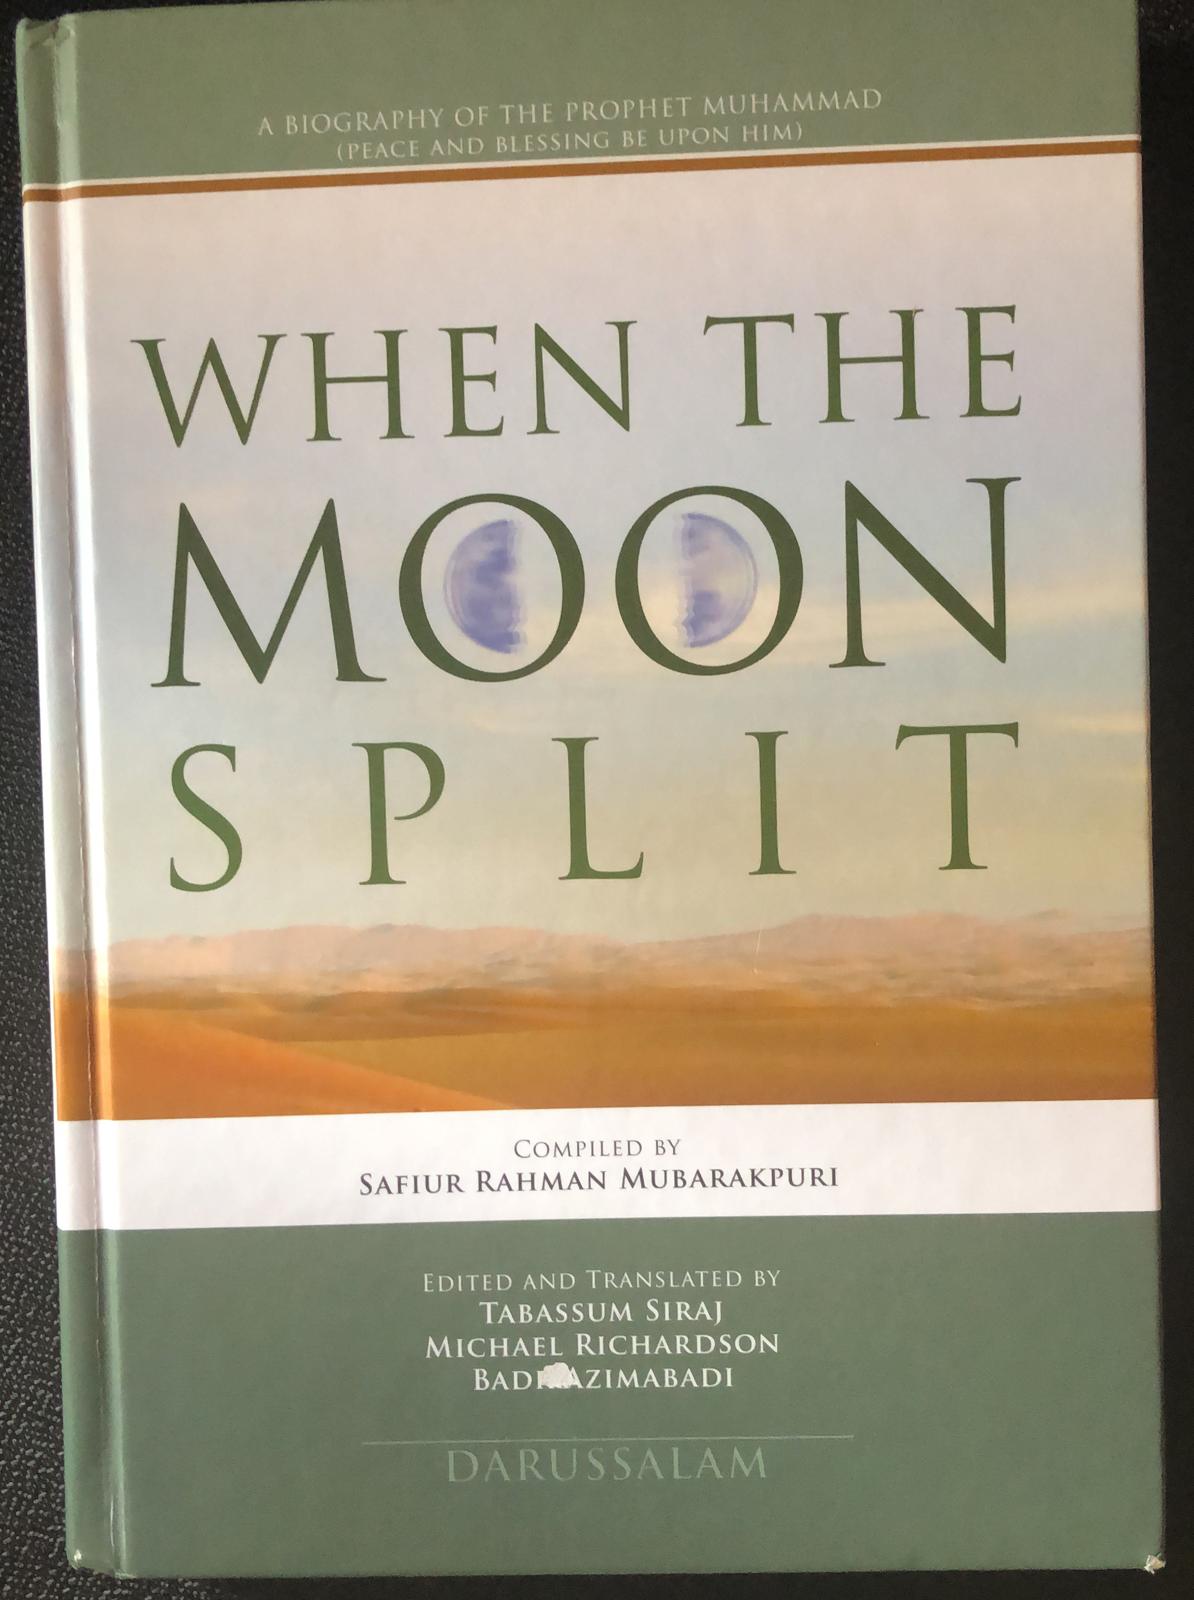 A BIOGRAPHY OF THE PROPHET MUHAMMAD
(PEACE AND BLESSING BE UPON HIM)
WHEN THE
MOON
SPLIT
COMPILED BY
SAFIUR RAHMAN MUBARAKPURI
EDITED AND TRANSLATED BY
TABASSUM SIRAJ
MICHAEL RICHARDSON
AZIMABADI
DARUSSALAM